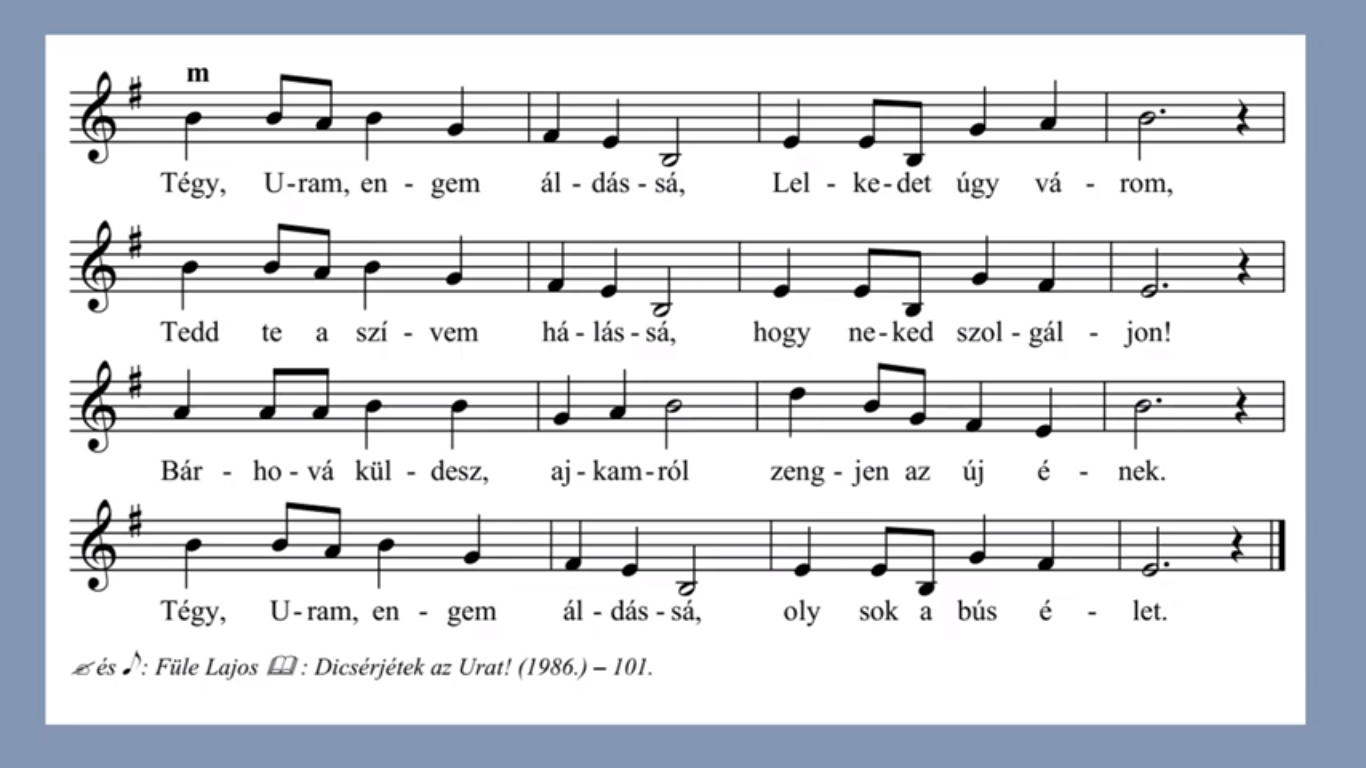 m
Tégy, U-ram, en - gem ál - dás - sá, Lel - ke-det úgy vá - rom,
Tedd te a szí - vem há - lás - sá, hogy ne-ked szol - gál - jon!
Bár - ho - vá kül - desz, aj - kam-ról zeng - jen az új é - nek.
Tégy, U-ram, en - gem ál - dás - sá, oly sok a bús é - let.
és : Füle Lajos : Dicsérjétek az Urat! (1986.) – 101.